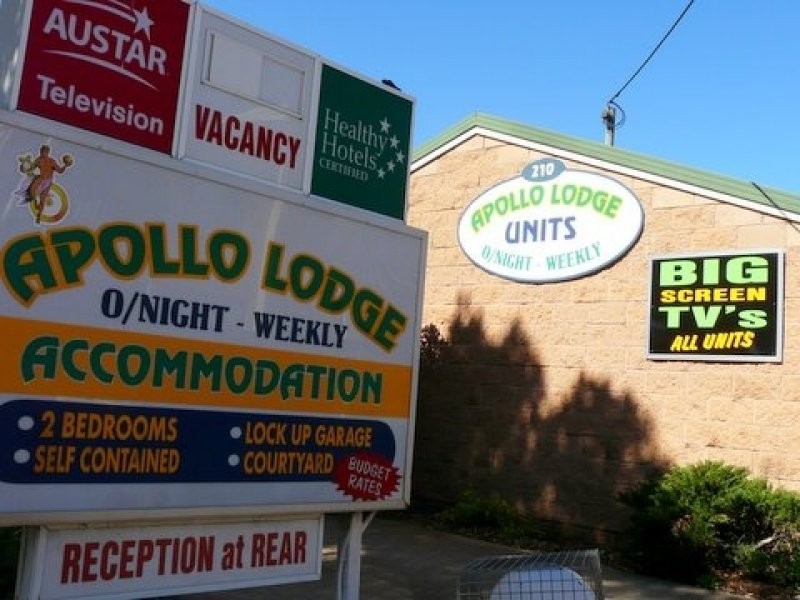 AUSTAR
Television
VACANCY
Healthy
Hotels
CERTIFIED
APOLLO LODGE
O/NIGHT - WEEKLY
ACCOMMODATION
• 2 BEDROOMS
• SELF CONTAINED
• LOCK UP GARAGE
• COURTYARD
BUDGET
RATES
RECEPTION at REAR
210
APOLLO LODGE
UNITS
O/NIGHT - WEEKLY
BIG
SCREEN
TV's
ALL UNITS